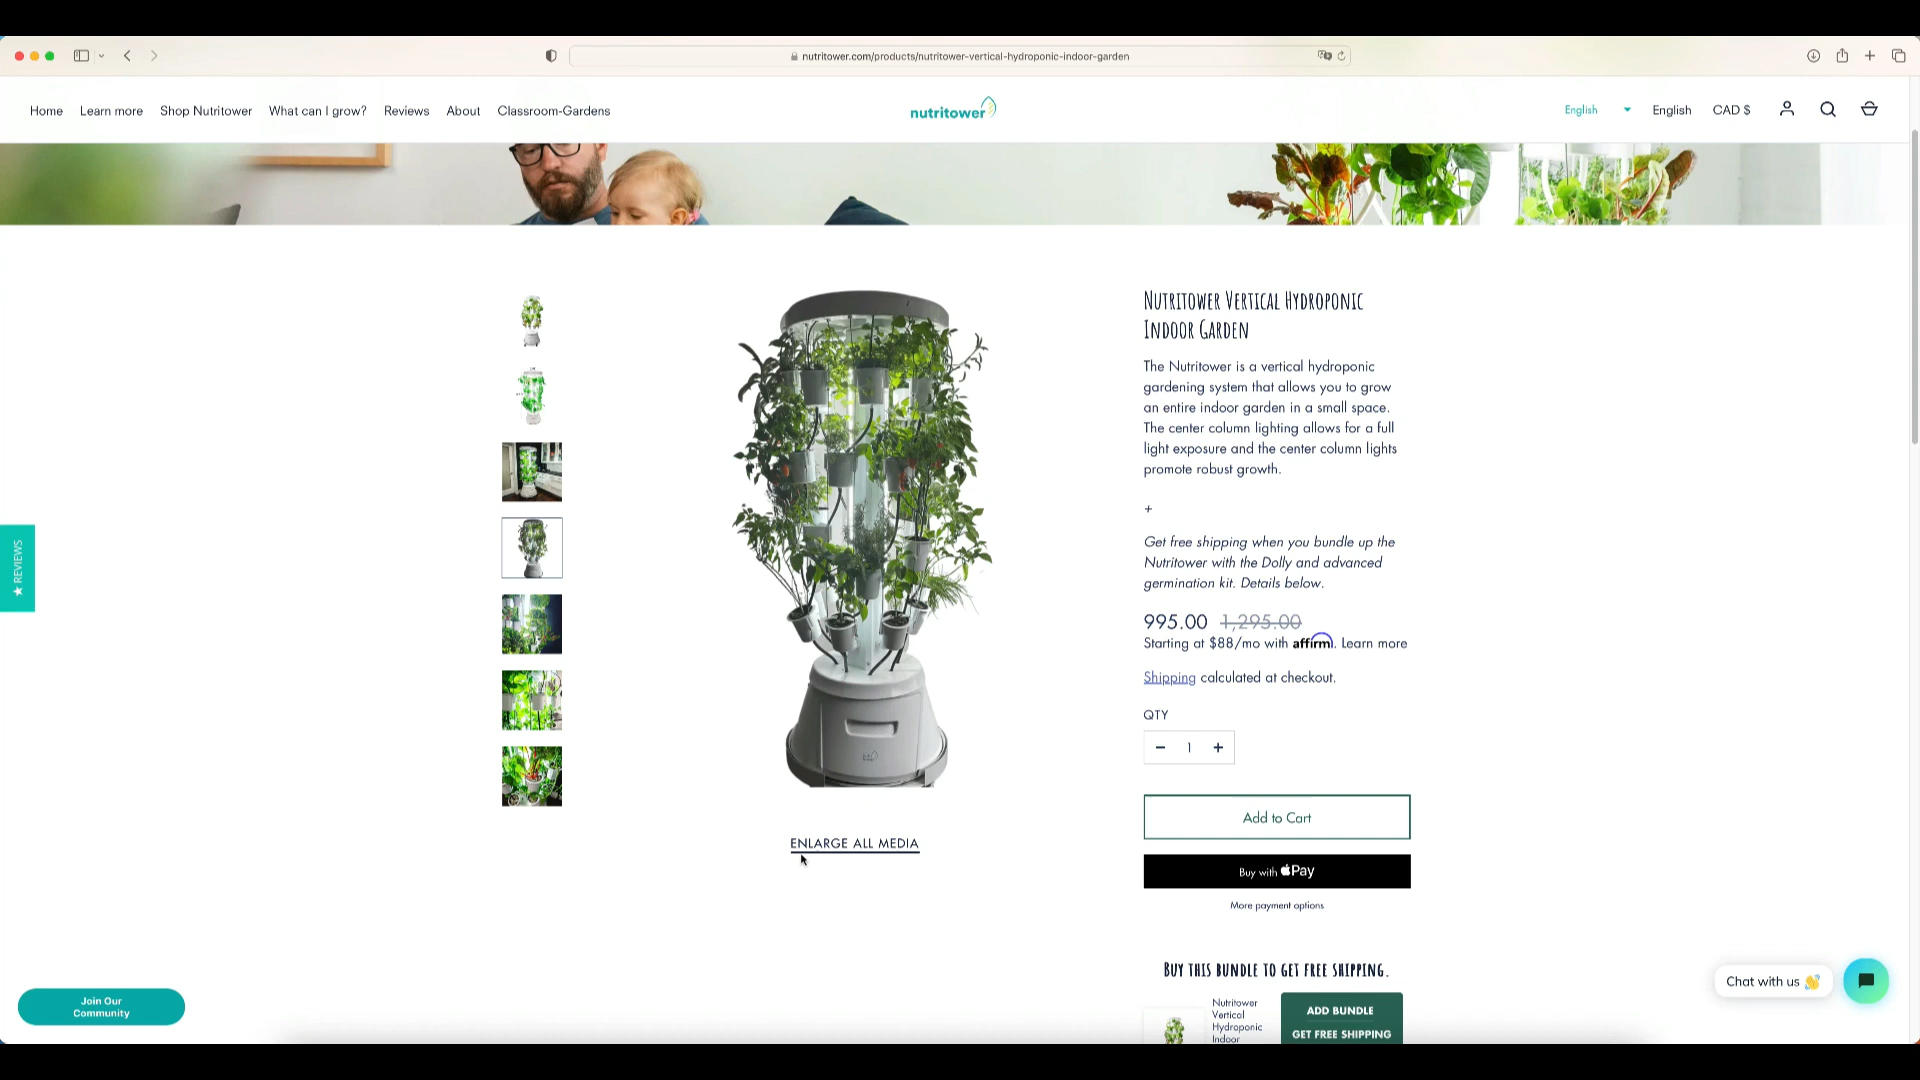 nutritower.com/products/nutritower-vertical-hydroponic-indoor-garden
Home Learn more Shop Nutritower What can I grow? Reviews About Classroom-Gardens
nutritower
English English CAD $
NUTRITOWER VERTICAL HYDROPONIC
INDOOR GARDEN
The Nutritower is a vertical hydroponic
gardening system that allows you to grow
an entire indoor garden in a small space.
The center column lighting allows for a full
light exposure and the center column lights
promote robust growth.
+
Get free shipping when you bundle up the
Nutritower with the Dolly and advanced
germination kit. Details below.
995.00 1,295.00
Starting at $88/mo with affirm. Learn more
Shipping calculated at checkout.
QTY
− 1 +
Add to Cart
Buy with Pay
More payment options
ENLARGE ALL MEDIA
★ REVIEWS
BUY THIS BUNDLE TO GET FREE SHIPPING.
Nutritower
Vertical
Hydroponic
Indoor
ADD BUNDLE
GET FREE SHIPPING
Join Our
Community
Chat with us 👋